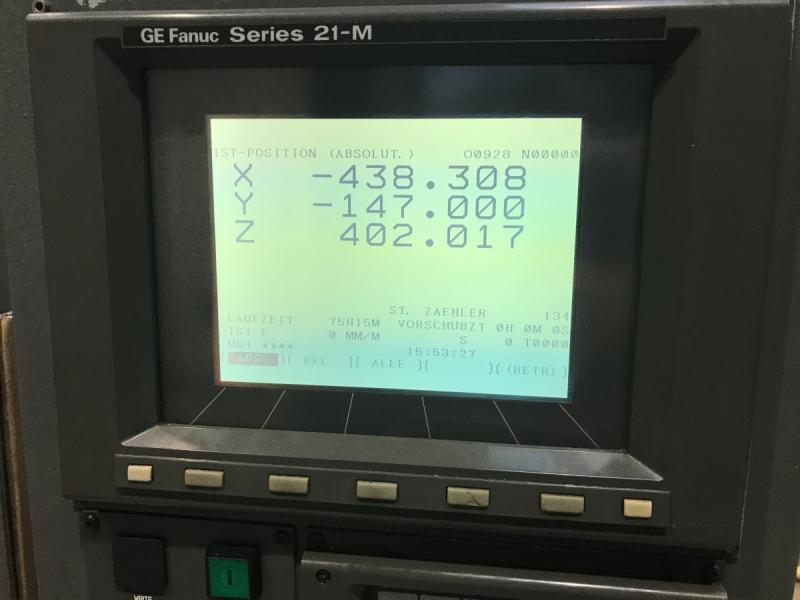 GE Fanuc Series 21-M
IST-POSITION (ABSOLUT.) O0928 N00000
X -438.308
Y -147.000
Z 402.017
ST. ZAEHLER 134
LAUFZEIT 75H15M VORSCHUBZT 0H 0M 0S
IST-F 0 MM/M S 0 T0000
MDI **** 15:53:27
ABS )( REL )( ALLE )( )( (BETR) )
WRITE